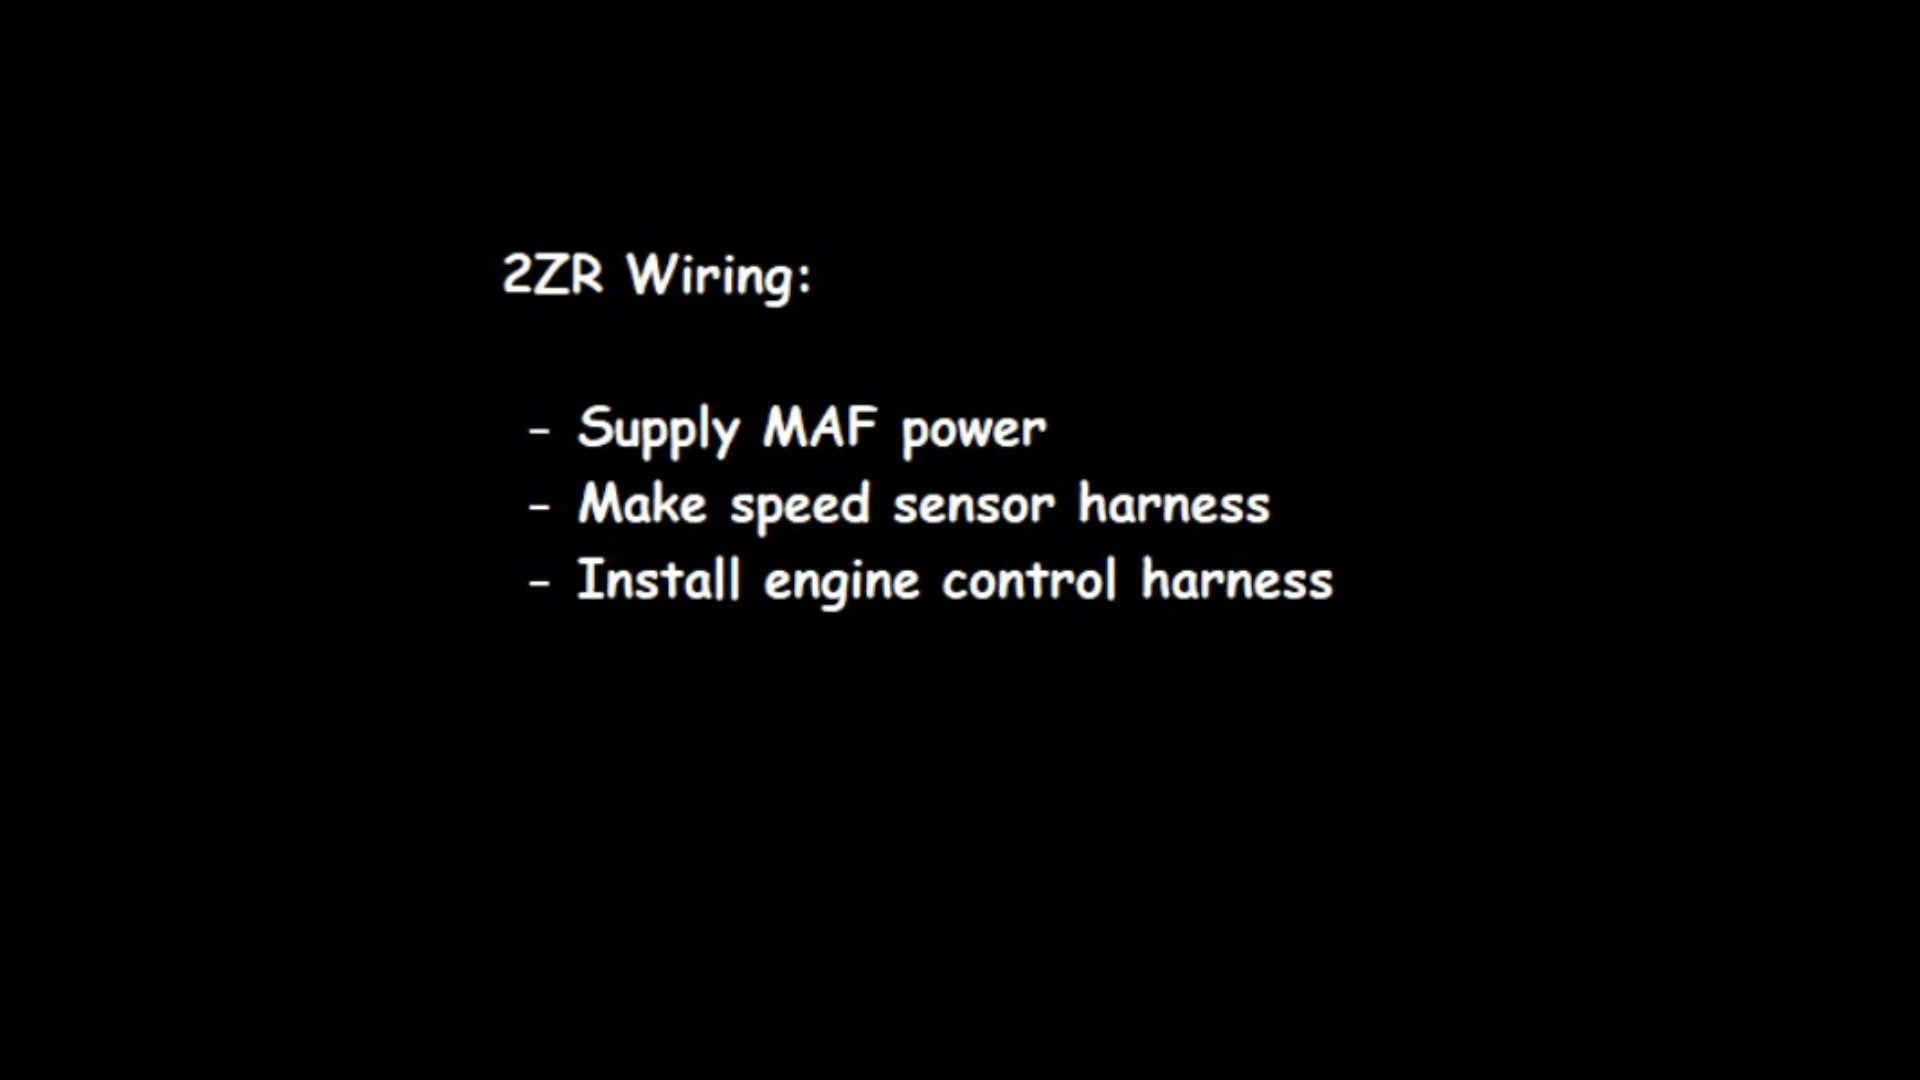 2ZR Wiring:
- Supply MAF power
- Make speed sensor harness
- Install engine control harness